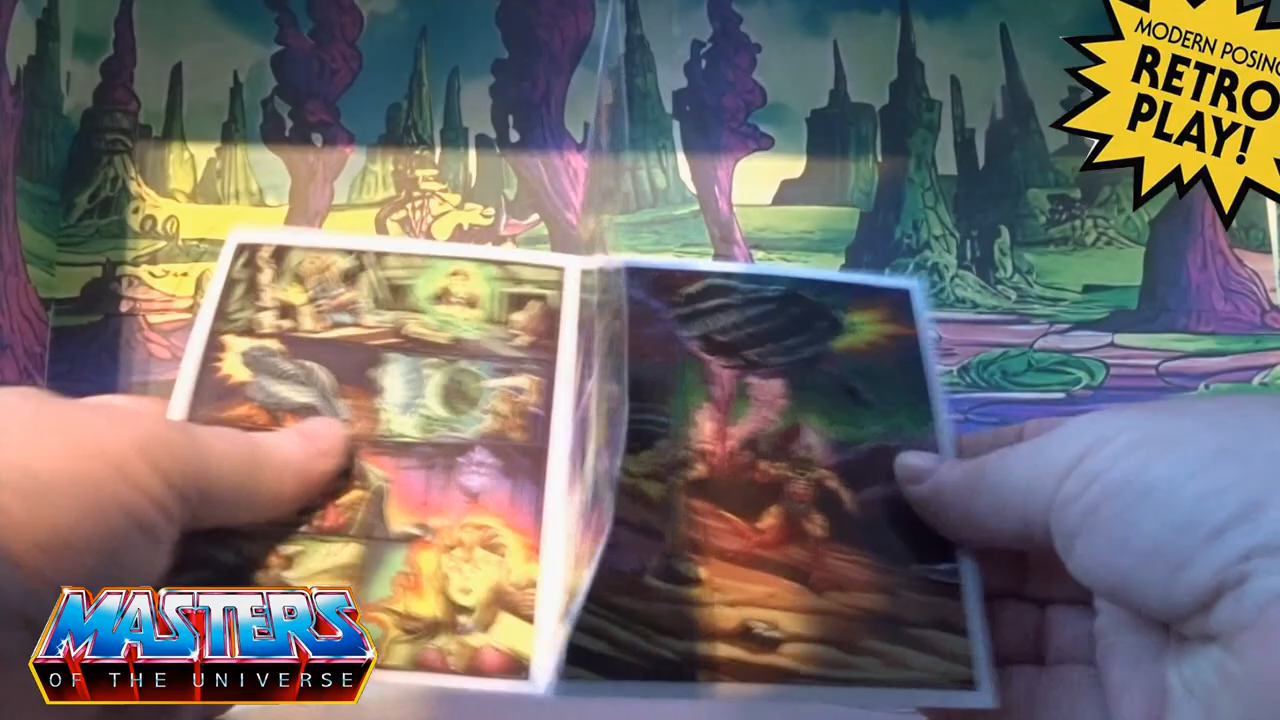 MODERN POSING
RETRO
PLAY!
MASTERS
OF THE UNIVERSE